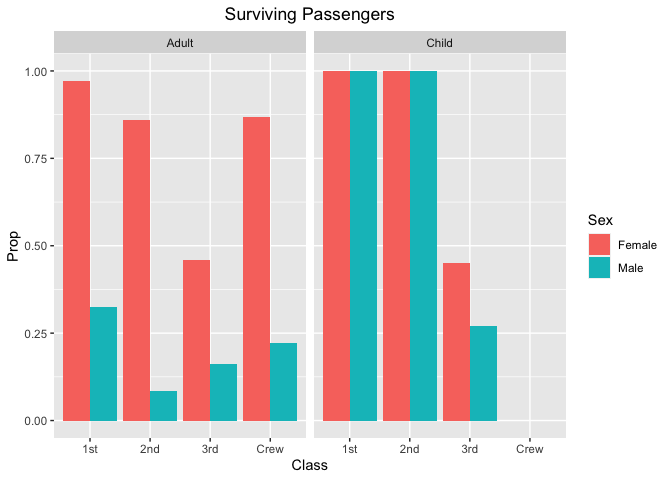 Surviving Passengers
Adult
Child
1.00
0.75
0.50
0.25
0.00
Prop
1st 2nd 3rd Crew
1st 2nd 3rd Crew
Class
Sex
Female
Male